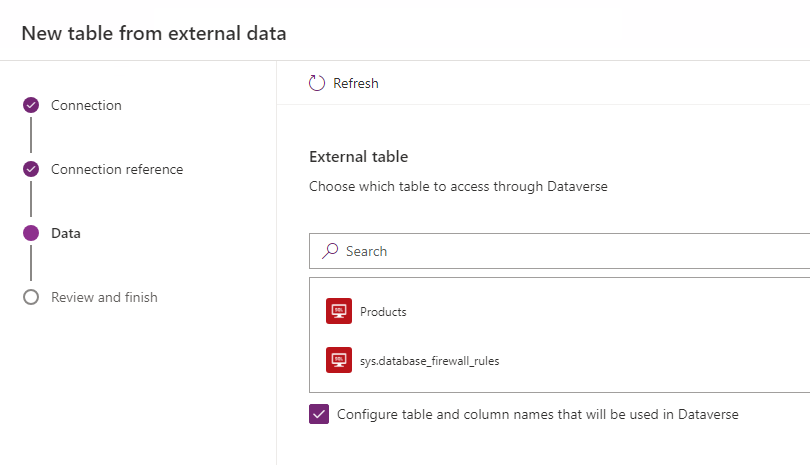 New table from external data
Connection
Connection reference
Data
Review and finish
Refresh
External table
Choose which table to access through Dataverse
Search
Products
sys.database_firewall_rules
Configure table and column names that will be used in Dataverse